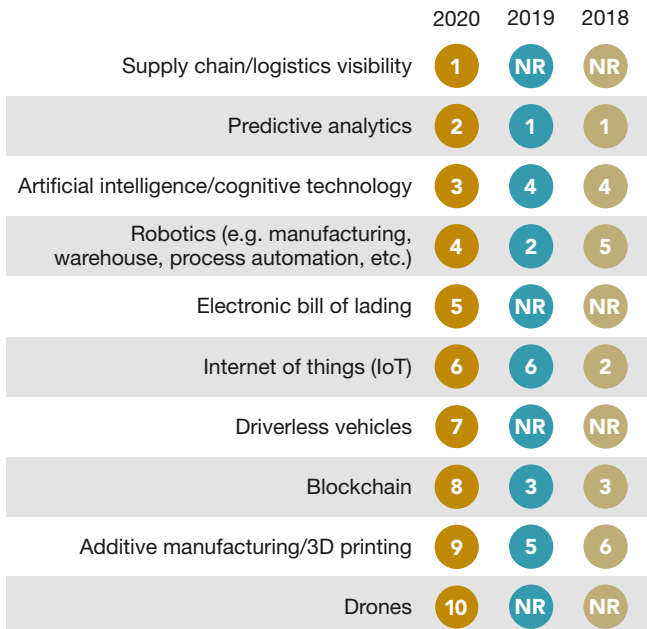 2020 2019 2018
Supply chain/logistics visibility 1 NR NR
Predictive analytics 2 1 1
Artificial intelligence/cognitive technology 3 4 4
Robotics (e.g. manufacturing,
warehouse, process automation, etc.) 4 2 5
Electronic bill of lading 5 NR NR
Internet of things (IoT) 6 6 2
Driverless vehicles 7 NR NR
Blockchain 8 3 3
Additive manufacturing/3D printing 9 5 6
Drones 10 NR NR